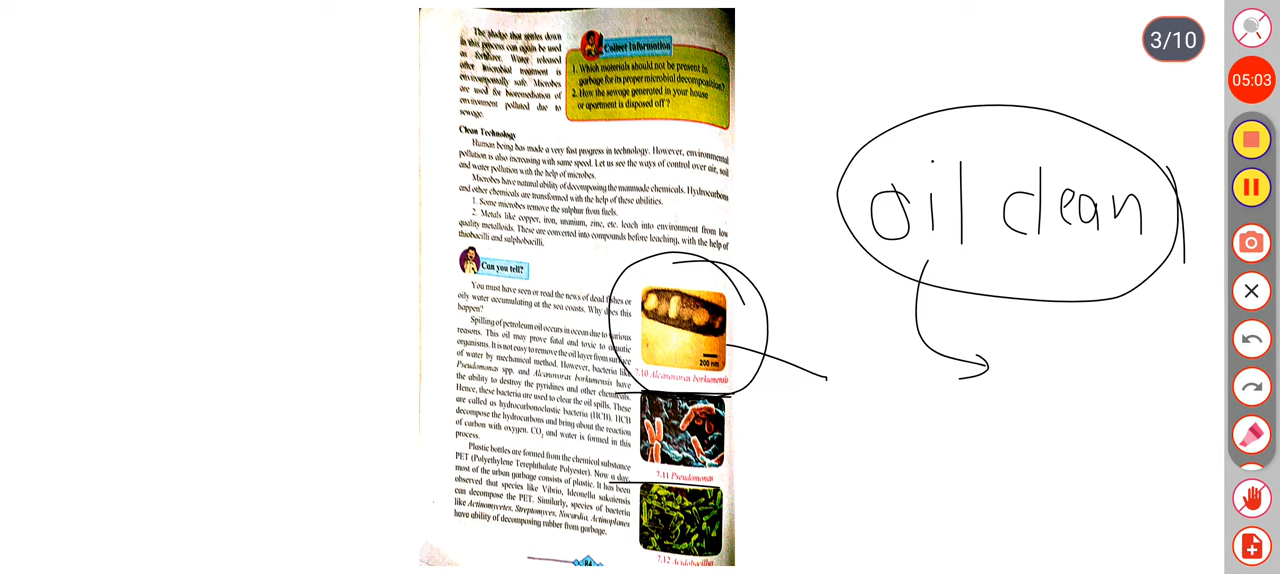 The sludge that settles down
in this process can again be used
as fertilizer. Water released
after microbial treatment is
environmentally safe. Microbes
are used for bioremediation of
environment polluted due to
sewage.
Collect Information
1. Which materials should not be present in
garbage for its proper microbial decomposition?
2. How the sewage generated in your house
or apartment is disposed off ?
Clean Technology
Human being has made a very fast progress in technology. However, environmental
pollution is also increasing with same speed. Let us see the ways of control over air, soil
and water pollution with the help of microbes.
Microbes have natural ability of decomposing the manmade chemicals. Hydrocarbons
and other chemicals are transformed with the help of these abilities.
1. Some microbes remove the sulphur from fuels.
2. Metals like copper, iron, uranium, zinc, etc. leach into environment from low
quality metalloids. These are converted into compounds before leaching, with the help of
thiobacilli and sulphobacilli.
Can you tell?
You must have seen or read the news of dead fishes or
oily water accumulating at the sea coasts. Why does this
happen?
Spilling of petroleum oil occurs in ocean due to various
reasons. This oil may prove fatal and toxic to aquatic
organisms. It is not easy to remove the oil layer from surface
of water by mechanical method. However, bacteria like
Pseudomonas spp. and Alcanovorax borkumensis have
the ability to destroy the pyridines and other chemicals.
Hence, these bacteria are used to clear the oil spills. These
are called as hydrocarbonoclastic bacteria (HCB). HCB
decompose the hydrocarbons and bring about the reaction
of carbon with oxygen. CO2 and water is formed in this
process.
Plastic bottles are formed from the chemical substance
PET (Polyethylene Terephthalate Polyester). Now a day,
most of the urban garbage consists of plastic. It has been
observed that species like Vibrio, Ideonella sakaiensis
can decompose the PET. Similarly, species of bacteria
like Actinomycetes, Streptomyces, Nocardia, Actinoplanes
have ability of decomposing rubber from garbage.
200 nm
7.10 Alcanovorax borkumensis
7.11 Pseudomonas
7.12 Acidobacillus
84
oil clean
3/10
05:03